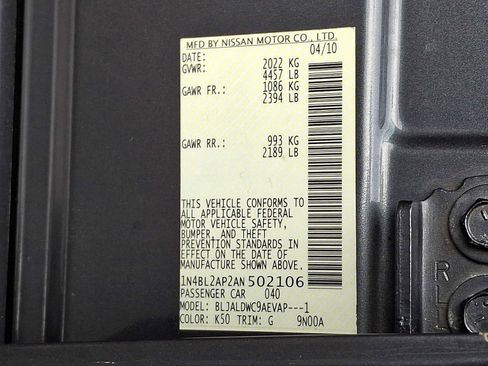 MFD BY NISSAN MOTOR CO., LTD.
DATE: 04/10
GVWR: 2022 KG
4457 LB
GAWR FR.: 1086 KG
2394 LB
GAWR RR.: 993 KG
2189 LB
THIS VEHICLE CONFORMS TO
ALL APPLICABLE FEDERAL
MOTOR VEHICLE SAFETY,
BUMPER, AND THEFT
PREVENTION STANDARDS IN
EFFECT ON THE DATE OF
MANUFACTURE SHOWN ABOVE.
1N4BL2AP2AN502106
PASSENGER CAR 040
MODEL: BLJALDWC9AEVAP---1
COLOR: K50 TRIM: G 9N00A
R L